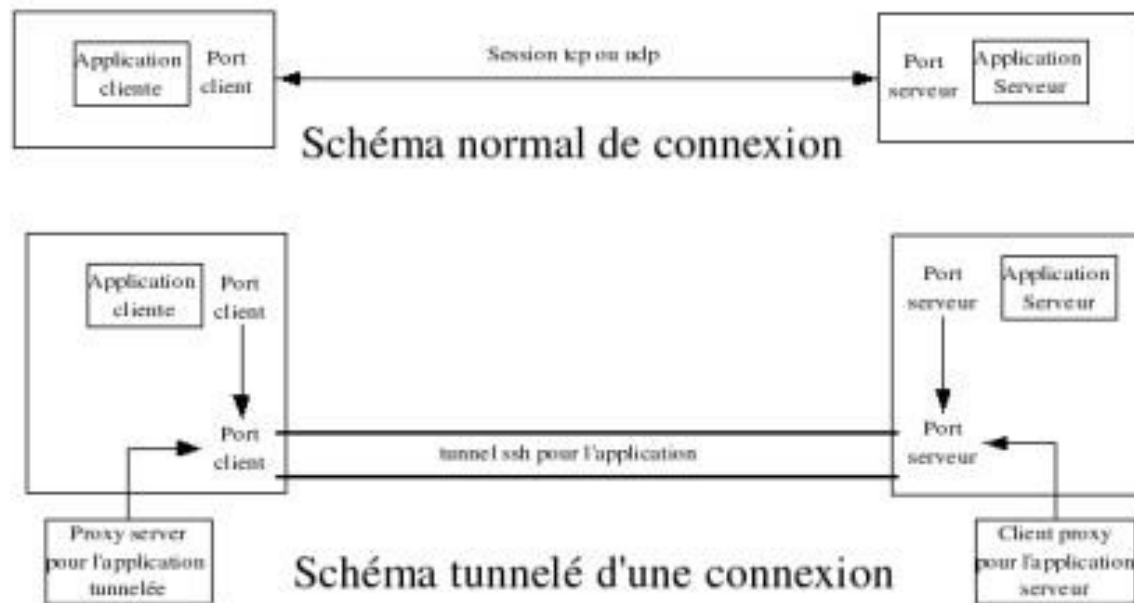 Application
cliente
Port
client
Session tcp ou udp
Port
serveur
Application
Serveur
Schéma normal de connexion
Application
cliente
Port
client
Port
serveur
Application
Serveur
Port
client
tunnel ssh pour l'application
Port
serveur
Proxy server
pour l'application
tunnelée
Schéma tunnelé d'une connexion
Client proxy
pour l'application
serveur